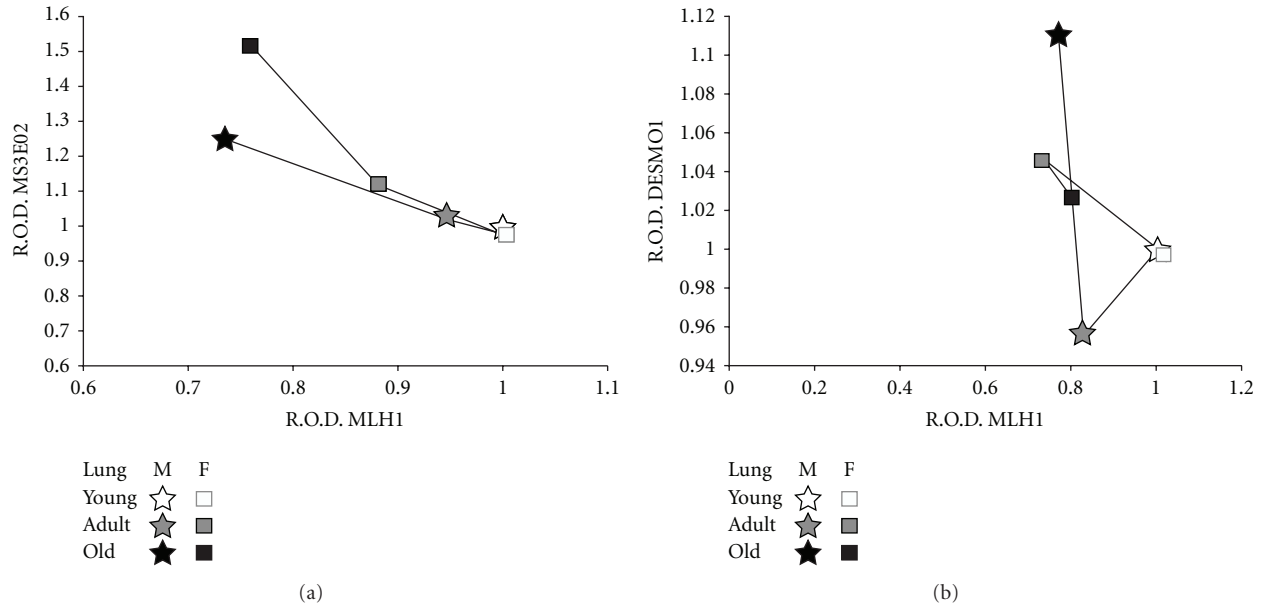 1.6
1.5
1.4
1.3
1.2
1.1
1
0.9
0.8
0.7
0.6
R.O.D. MS3E02
0.6 0.7 0.8 0.9 1 1.1
R.O.D. MLH1
Lung M F
Young
Adult
Old
(a)
1.12
1.1
1.08
1.06
1.04
1.02
1
0.98
0.96
0.94
R.O.D. DESMO1
0 0.2 0.4 0.6 0.8 1 1.2
R.O.D. MLH1
Lung M F
Young
Adult
Old
(b)